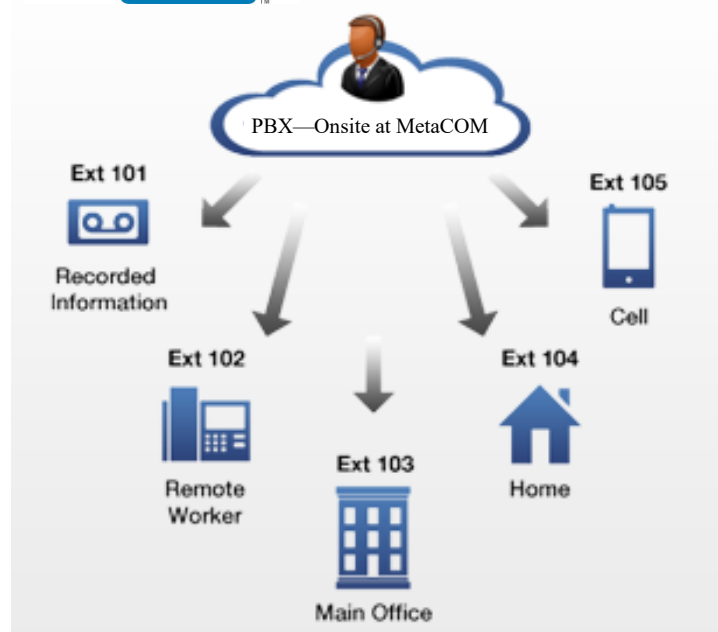 TM
PBX—Onsite at MetaCOM
Ext 101
Recorded
Information
Ext 105
Cell
Ext 102
Remote
Worker
Ext 104
Home
Ext 103
Main Office